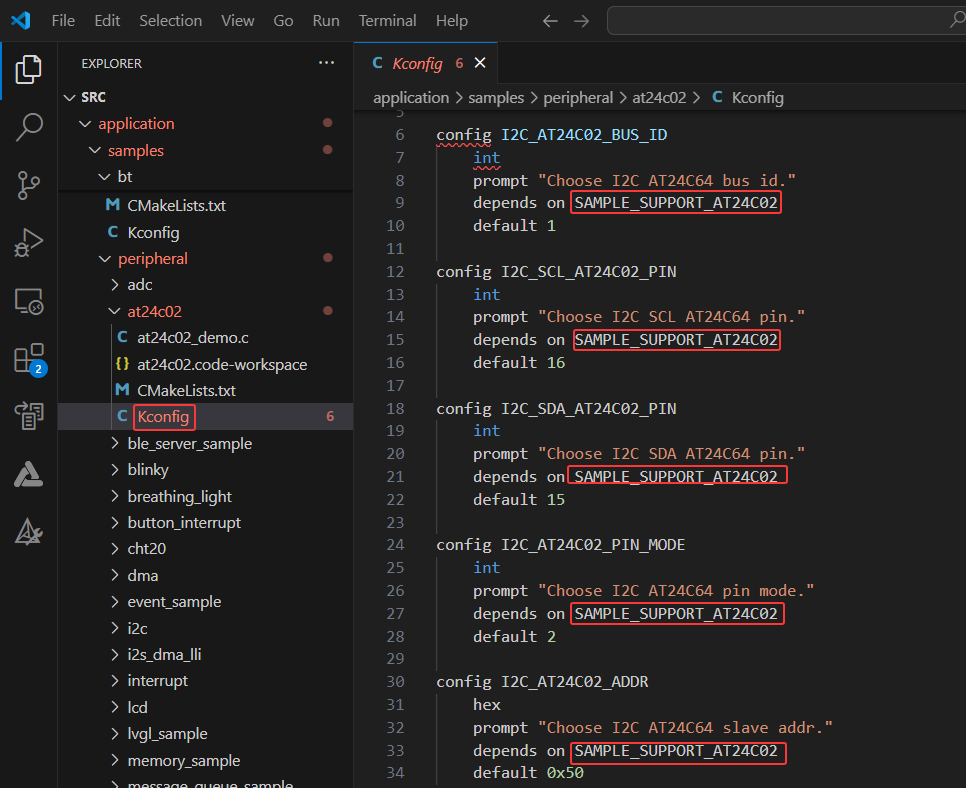 File Edit Selection View Go Run Terminal Help
EXPLORER
SRC
application
samples
bt
M CMakeLists.txt
C Kconfig
peripheral
adc
at24c02
C at24c02_demo.c
{} at24c02.code-workspace
M CMakeLists.txt
C Kconfig 6
ble_server_sample
blinky
breathing_light
button_interrupt
cht20
dma
event_sample
i2c
i2s_dma_lli
interrupt
lcd
lvgl_sample
memory_sample
message_queue_sample
2
C Kconfig 6
application > samples > peripheral > at24c02 > C Kconfig
5
6 config I2C_AT24C02_BUS_ID
7 int
8 prompt "Choose I2C AT24C64 bus id."
9 depends on SAMPLE_SUPPORT_AT24C02
10 default 1
11
12 config I2C_SCL_AT24C02_PIN
13 int
14 prompt "Choose I2C SCL AT24C64 pin."
15 depends on SAMPLE_SUPPORT_AT24C02
16 default 16
17
18 config I2C_SDA_AT24C02_PIN
19 int
20 prompt "Choose I2C SDA AT24C64 pin."
21 depends on SAMPLE_SUPPORT_AT24C02
22 default 15
23
24 config I2C_AT24C02_PIN_MODE
25 int
26 prompt "Choose I2C AT24C64 pin mode."
27 depends on SAMPLE_SUPPORT_AT24C02
28 default 2
29
30 config I2C_AT24C02_ADDR
31 hex
32 prompt "Choose I2C AT24C64 slave addr."
33 depends on SAMPLE_SUPPORT_AT24C02
34 default 0x50